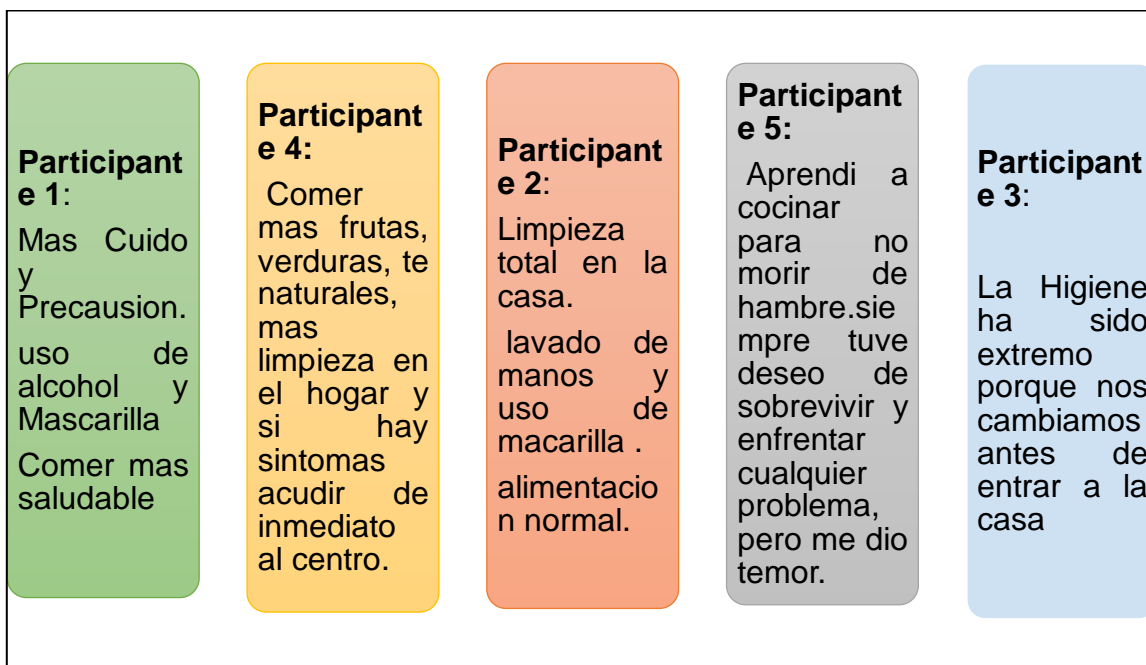 Participant
e 1:
Mas Cuido
y
Precausion.
uso de
alcohol y
Mascarilla
Comer mas
saludable
Participant
e 4:
Comer
mas frutas,
verduras, te
naturales,
mas
limpieza en
el hogar y
si hay
sintomas
acudir de
inmediato
al centro.
Participant
e 2:
Limpieza
total en la
casa.
lavado de
manos y
uso de
macarilla .
alimentacio
n normal.
Participant
e 5:
Aprendi a
cocinar
para no
morir de
hambre.sie
mpre tuve
deseo de
sobrevivir y
enfrentar
cualquier
problema,
pero me dio
temor.
Participant
e 3:
La Higiene
ha sido
extremo
porque nos
cambiamos
antes de
entrar a la
casa